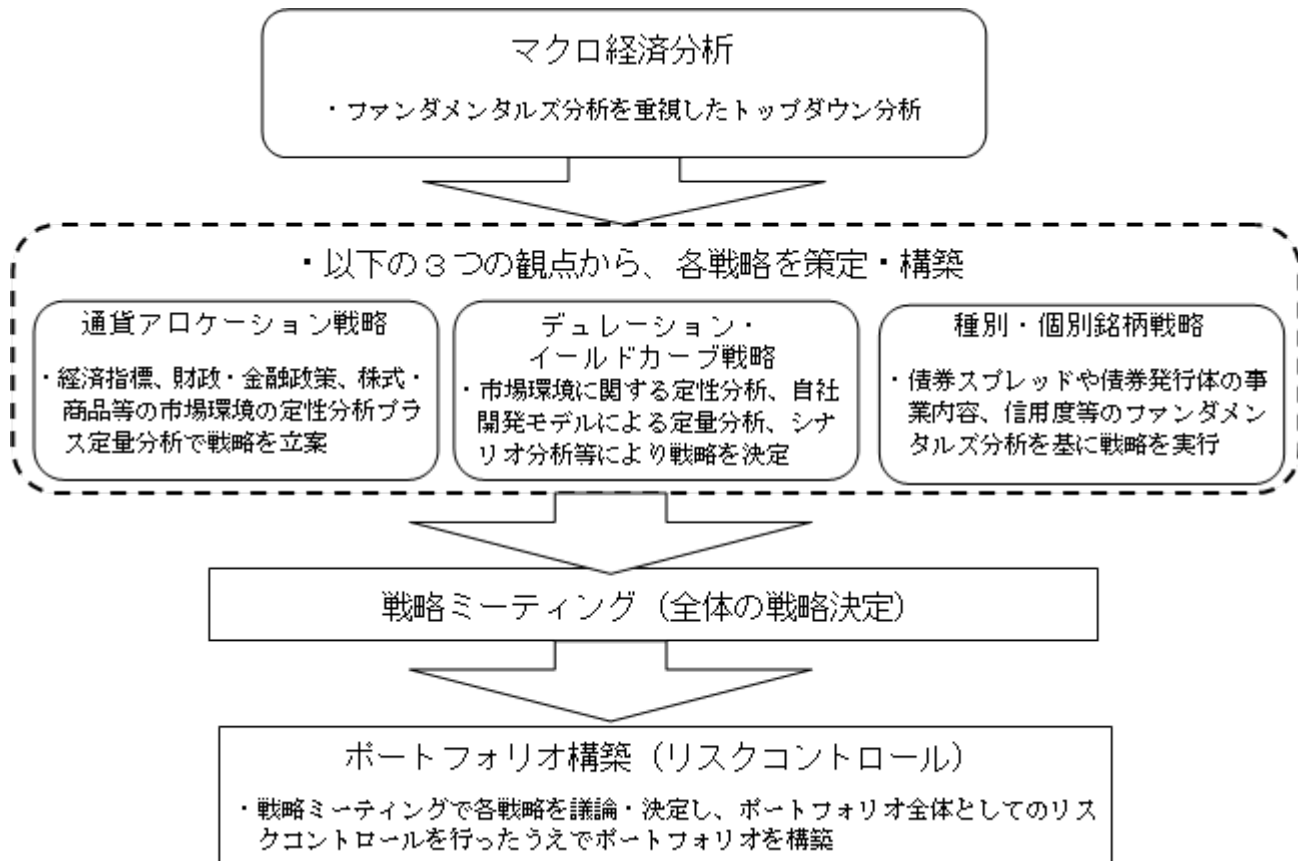 マクロ経済分析
・ファンダメンタルズ分析を重視したトップダウン分析
・以下の３つの観点から、各戦略を策定・構築
通貨アロケーション戦略
・経済指標、財政・金融政策、株式・
商品等の市場環境の定性分析プラ
ス定量分析で戦略を立案
デュレーション・
イールドカーブ戦略
・市場環境に関する定性分析、自社
開発モデルによる定量分析、シナ
リオ分析等により戦略を決定
種別・個別銘柄戦略
・債券スプレッドや債券発行体の事
業内容、信用度等のファンダメン
タルズ分析を基に戦略を実行
戦略ミーティング（全体の戦略決定）
ポートフォリオ構築（リスクコントロール）
・戦略ミーティングで各戦略を議論・決定し、ポートフォリオ全体としてのリス
クコントロールを行ったうえでポートフォリオを構築